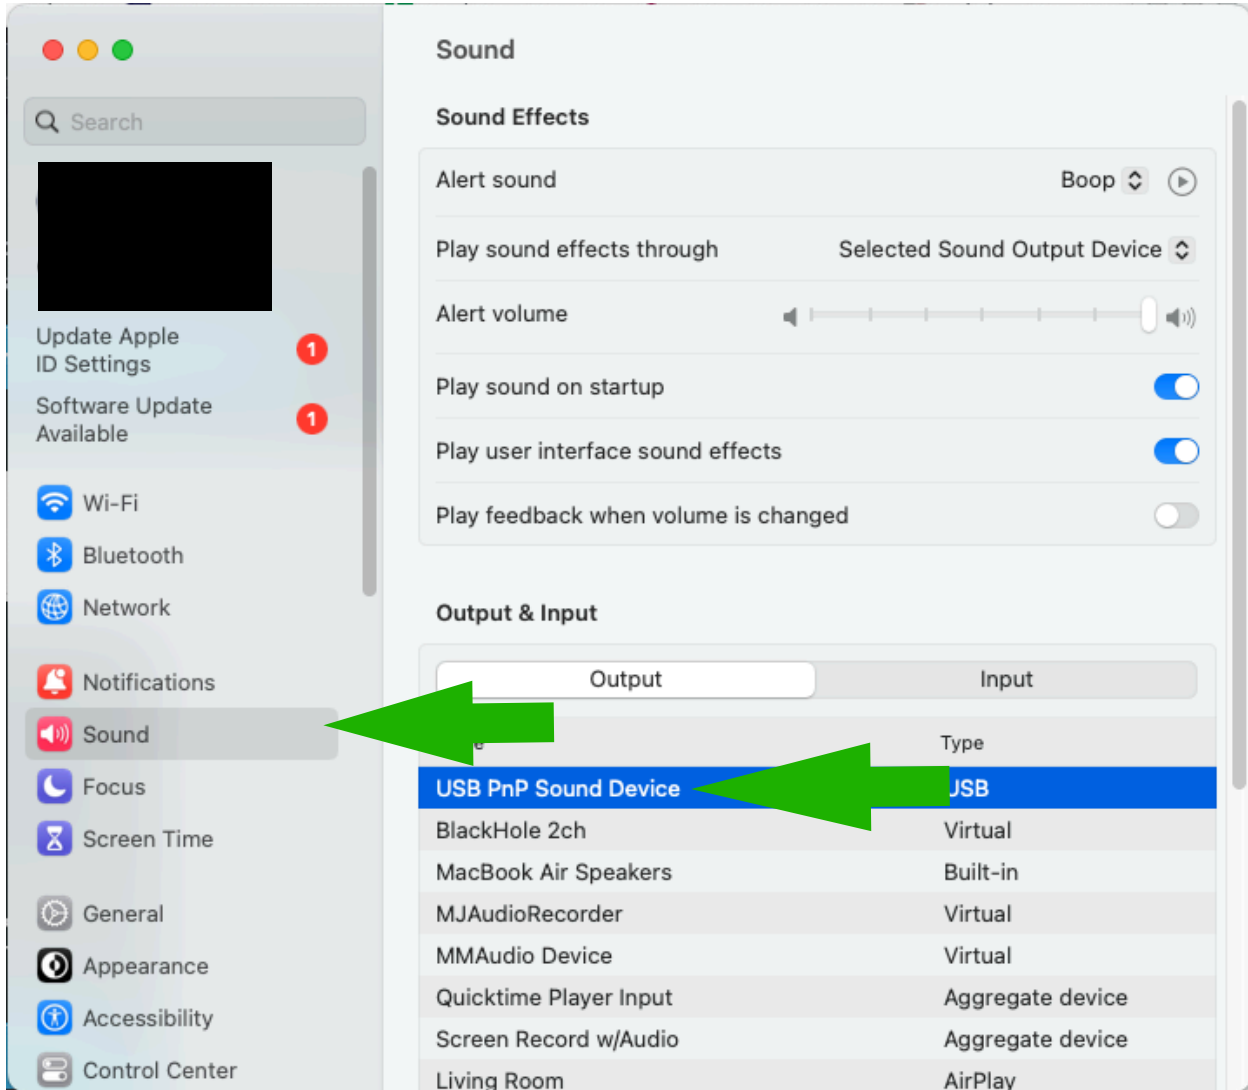 Sound
Search
Update Apple
ID Settings
1
Software Update
Available
1
Wi-Fi
Bluetooth
Network
Notifications
Sound
Focus
Screen Time
General
Appearance
Accessibility
Control Center
Sound Effects
Alert sound Boop
Play sound effects through Selected Sound Output Device
Alert volume
Play sound on startup
Play user interface sound effects
Play feedback when volume is changed
Output & Input
Output Input
Type
USB PnP Sound Device USB
BlackHole 2ch Virtual
MacBook Air Speakers Built-in
MJAudioRecorder Virtual
MMAudio Device Virtual
Quicktime Player Input Aggregate device
Screen Record w/Audio Aggregate device
Living Room AirPlay